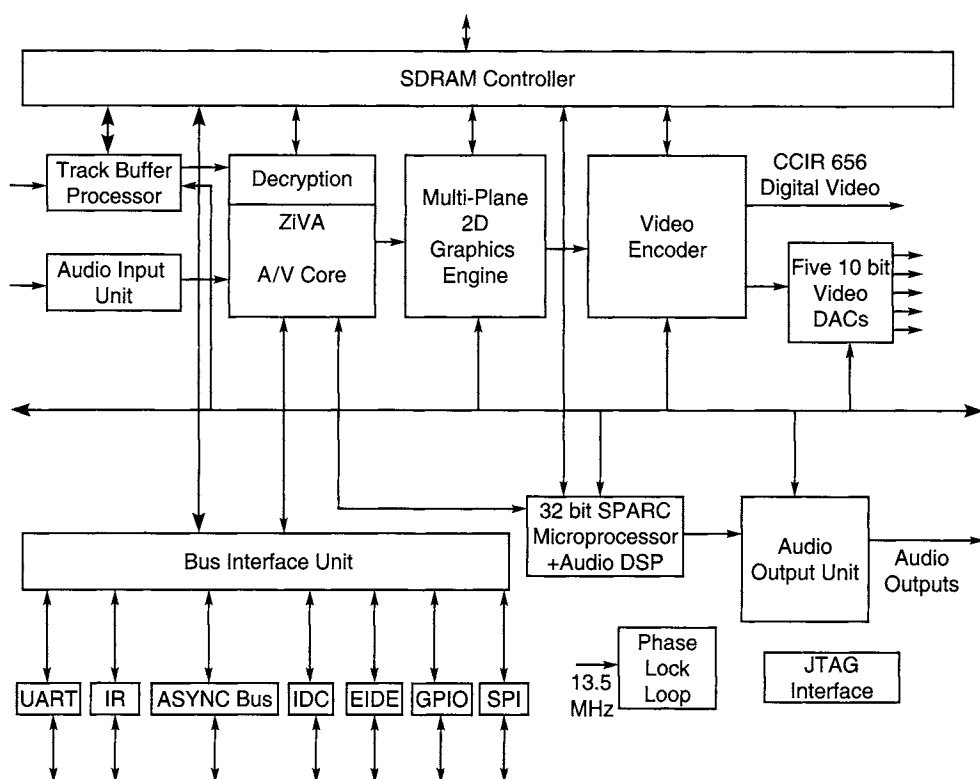 SDRAM Controller
Track Buffer
Processor
Decryption
ZiVA
A/V Core
Multi-Plane
2D
Graphics
Engine
Video
Encoder
CCIR 656
Digital Video
Audio Input
Unit
Five 10 bit
Video
DACs
32 bit SPARC
Microprocessor
+Audio DSP
Audio
Output Unit
Audio
Outputs
Bus Interface Unit
UART
IR
ASYNC Bus
IDC
EIDE
GPIO
SPI
13.5
MHz
Phase
Lock
Loop
JTAG
Interface